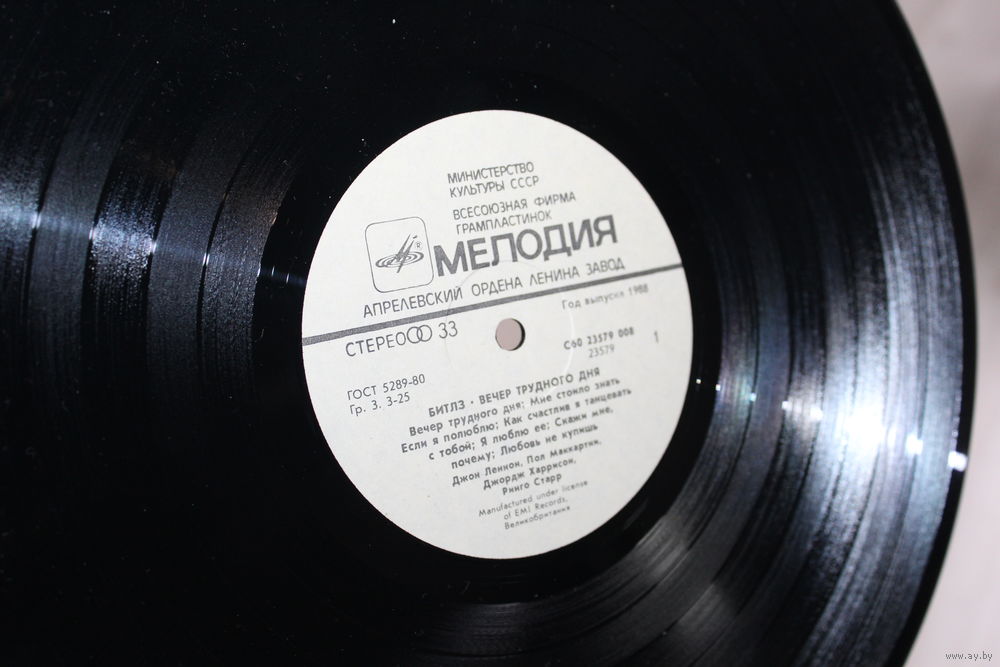 МИНИСТЕРСТВО
КУЛЬТУРЫ СССР
ВСЕСОЮЗНАЯ ФИРМА
ГРАМПЛАСТИНОК
МЕЛОДИЯ
АПРЕЛЕВСКИЙ ОРДЕНА ЛЕНИНА ЗАВОД
СТЕРЕО 33
Год выпуска 1988
ГОСТ 5289-80
Гр. 3. 3-25
С60 23579 008
23579
1
БИТЛЗ · ВЕЧЕР ТРУДНОГО ДНЯ
Вечер трудного дня; Мне стоило знать
Если я полюблю; Как счастлив я танцевать
с тобой; Я люблю ее; Скажи мне,
почему; Любовь не купишь
Джон Леннон, Пол Маккартни,
Джордж Харрисон,
Ринго Старр
Manufactured under license
of EMI Records,
Великобритания
www.ay.by